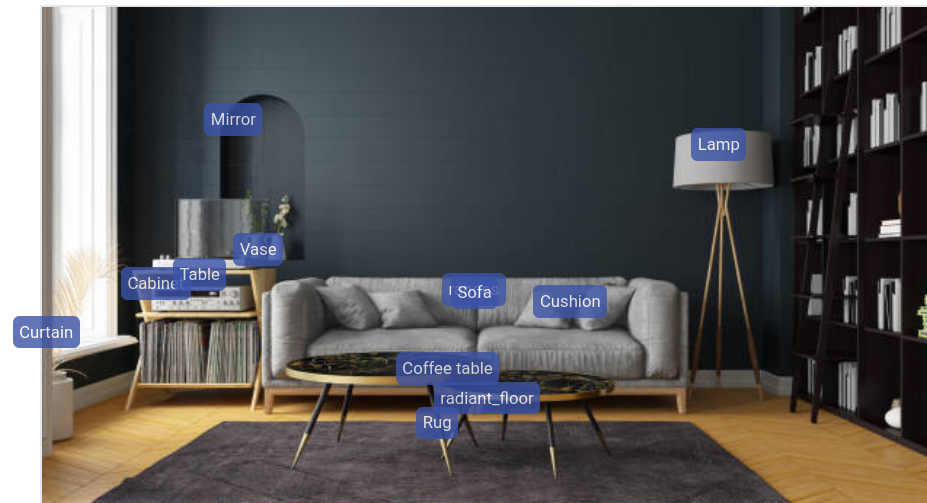 Mirror
Lamp
Vase
Table
Cabinet
Sofa
Cushion
Curtain
Coffee table
radiant_floor
Rug